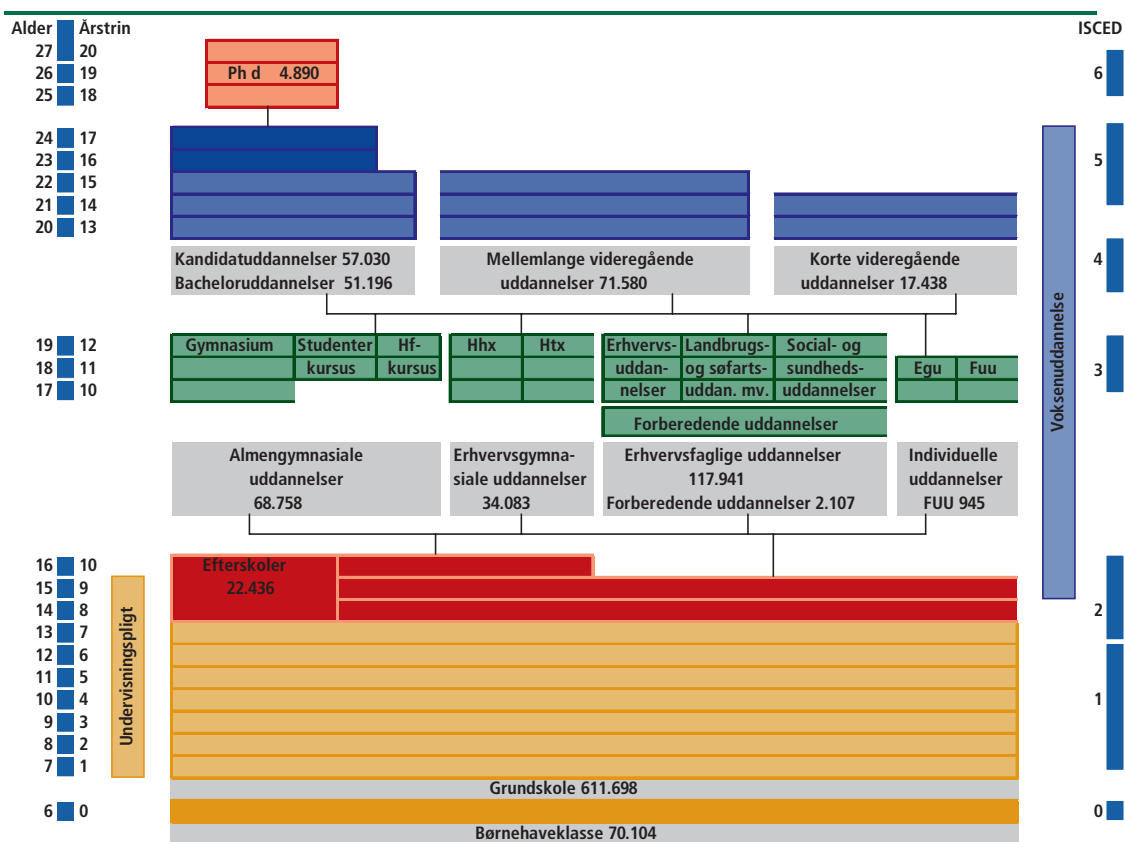 Alder Årstrin ISCED
27 20
26 19 Ph d 4.890 6
25 18
24 17
23 16 5
22 15
21 14
20 13
Kandidatuddannelser 57.030
Bacheloruddannelser 51.196
Mellemlange videregående
uddannelser 71.580
Korte videregående
uddannelser 17.438
4
Voksenuddannelse
19 12
18 11
17 10
Gymnasium
Studenter
kursus
Hf-
kursus
Hhx
Htx
Erhvervs-
uddan-
nelser
Landbrugs-
og søfarts-
uddan. mv.
Social- og
sundheds-
uddannelser
Egu
Fuu
3
Forberedende uddannelser
Almengymnasiale
uddannelser
68.758
Erhvervsgymna-
siale uddannelser
34.083
Erhvervsfaglige uddannelser
117.941
Forberedende uddannelser 2.107
Individuelle
uddannelser
FUU 945
16 10
15 9
14 8
13 7
12 6
11 5
10 4
9 3
8 2
7 1
Undervisningspligt
Efterskoler
22.436
2
1
Grundskole 611.698
6 0
0
Børnehaveklasse 70.104